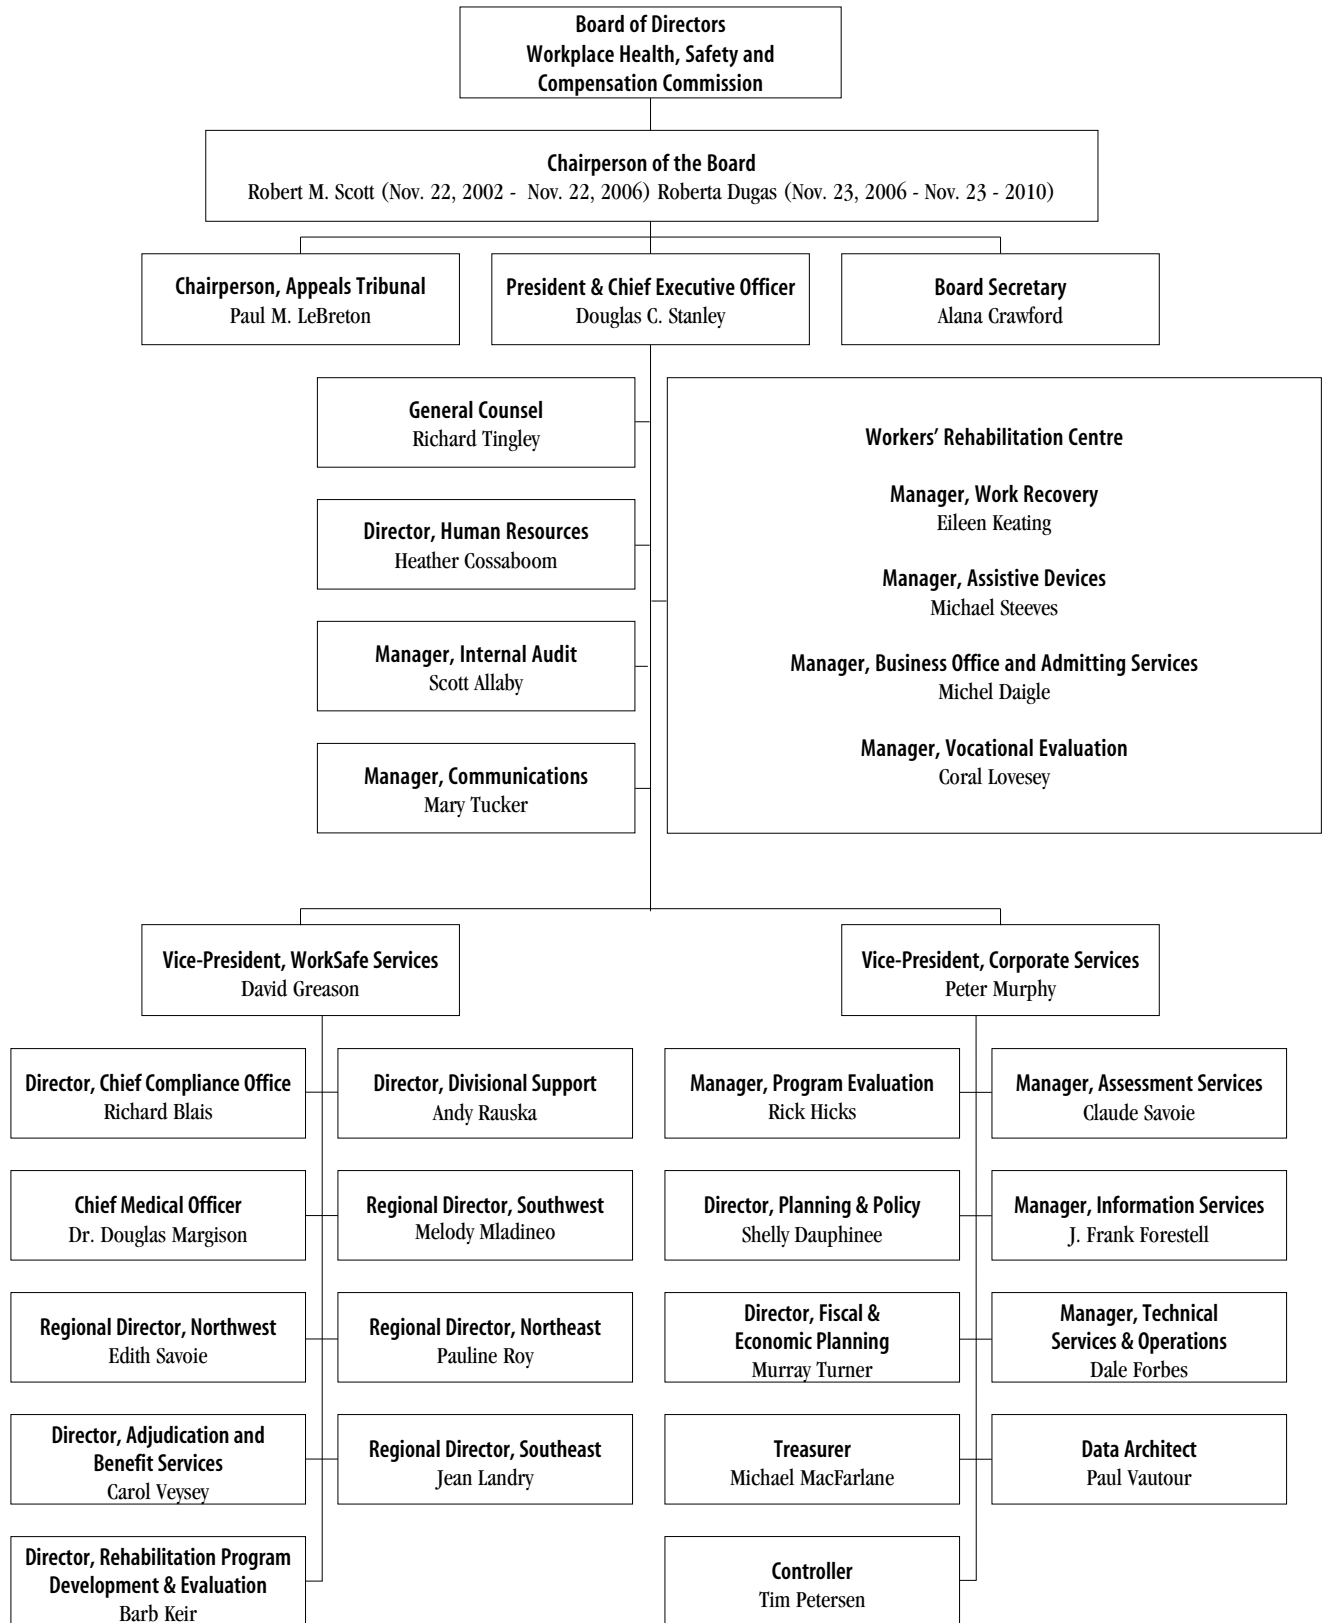 Board of Directors
Workplace Health, Safety and
Compensation Commission
Chairperson of the Board
Robert M. Scott (Nov. 22, 2002 - Nov. 22, 2006) Roberta Dugas (Nov. 23, 2006 - Nov. 23 - 2010)
Chairperson, Appeals Tribunal
Paul M. LeBreton
President & Chief Executive Officer
Douglas C. Stanley
Board Secretary
Alana Crawford
General Counsel
Richard Tingley
Director, Human Resources
Heather Cossaboom
Manager, Internal Audit
Scott Allaby
Manager, Communications
Mary Tucker
Workers' Rehabilitation Centre
Manager, Work Recovery
Eileen Keating
Manager, Assistive Devices
Michael Steeves
Manager, Business Office and Admitting Services
Michel Daigle
Manager, Vocational Evaluation
Coral Lovesey
Vice-President, WorkSafe Services
David Greason
Vice-President, Corporate Services
Peter Murphy
Director, Chief Compliance Office
Richard Blais
Director, Divisional Support
Andy Rauska
Manager, Program Evaluation
Rick Hicks
Manager, Assessment Services
Claude Savoie
Chief Medical Officer
Dr. Douglas Margison
Regional Director, Southwest
Melody Mladineo
Director, Planning & Policy
Shelly Dauphinee
Manager, Information Services
J. Frank Forestell
Regional Director, Northwest
Edith Savoie
Regional Director, Northeast
Pauline Roy
Director, Fiscal &
Economic Planning
Murray Turner
Manager, Technical
Services & Operations
Dale Forbes
Director, Adjudication and
Benefit Services
Carol Veysey
Regional Director, Southeast
Jean Landry
Treasurer
Michael MacFarlane
Data Architect
Paul Vautour
Director, Rehabilitation Program
Development & Evaluation
Barb Keir
Controller
Tim Petersen